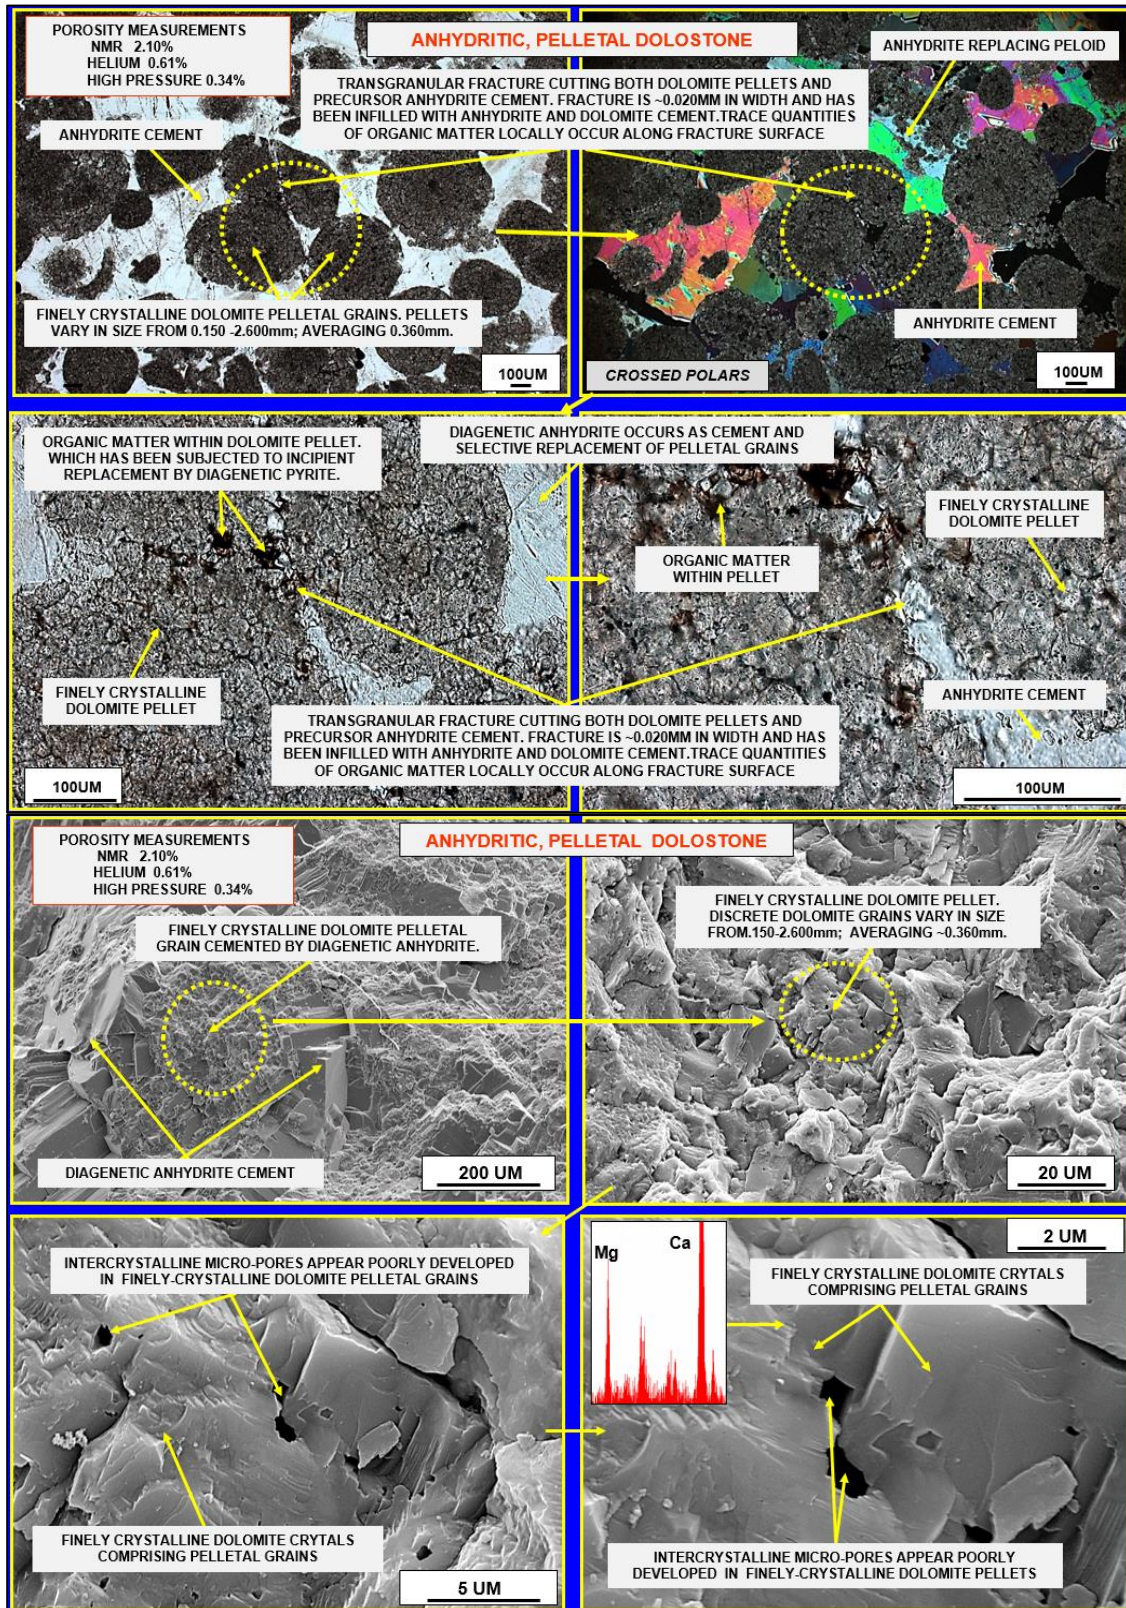 POROSITY MEASUREMENTS
NMR 2.10%
HELIUM 0.61%
HIGH PRESSURE 0.34%
ANHYDRITIC, PELLETAL DOLOSTONE
ANHYDRITE REPLACING PELOID
TRANSGRANULAR FRACTURE CUTTING BOTH DOLOMITE PELLETS AND
PRECURSOR ANHYDRITE CEMENT. FRACTURE IS ~0.020MM IN WIDTH AND HAS
BEEN INFILLED WITH ANHYDRITE AND DOLOMITE CEMENT.TRACE QUANTITIES
OF ORGANIC MATTER LOCALLY OCCUR ALONG FRACTURE SURFACE
ANHYDRITE CEMENT
FINELY CRYSTALLINE DOLOMITE PELLETAL GRAINS. PELLETS
VARY IN SIZE FROM 0.150 -2.600mm; AVERAGING 0.360mm.
100UM
ANHYDRITE CEMENT
CROSSED POLARS
100UM
ORGANIC MATTER WITHIN DOLOMITE PELLET.
WHICH HAS BEEN SUBJECTED TO INCIPIENT
REPLACEMENT BY DIAGENETIC PYRITE.
DIAGENETIC ANHYDRITE OCCURS AS CEMENT AND
SELECTIVE REPLACEMENT OF PELLETAL GRAINS
FINELY CRYSTALLINE
DOLOMITE PELLET
ORGANIC MATTER
WITHIN PELLET
FINELY CRYSTALLINE
DOLOMITE PELLET
ANHYDRITE CEMENT
TRANSGRANULAR FRACTURE CUTTING BOTH DOLOMITE PELLETS AND
PRECURSOR ANHYDRITE CEMENT. FRACTURE IS ~0.020MM IN WIDTH AND HAS
BEEN INFILLED WITH ANHYDRITE AND DOLOMITE CEMENT.TRACE QUANTITIES
OF ORGANIC MATTER LOCALLY OCCUR ALONG FRACTURE SURFACE
100UM
100UM
POROSITY MEASUREMENTS
NMR 2.10%
HELIUM 0.61%
HIGH PRESSURE 0.34%
ANHYDRITIC, PELLETAL DOLOSTONE
FINELY CRYSTALLINE DOLOMITE PELLETAL
GRAIN CEMENTED BY DIAGENETIC ANHYDRITE.
FINELY CRYSTALLINE DOLOMITE PELLET.
DISCRETE DOLOMITE GRAINS VARY IN SIZE
FROM.150-2.600mm; AVERAGING ~0.360mm.
DIAGENETIC ANHYDRITE CEMENT
200 UM
20 UM
INTERCRYSTALLINE MICRO-PORES APPEAR POORLY DEVELOPED
IN FINELY-CRYSTALLINE DOLOMITE PELLETAL GRAINS
Mg
Ca
2 UM
FINELY CRYSTALLINE DOLOMITE CRYTALS
COMPRISING PELLETAL GRAINS
FINELY CRYSTALLINE DOLOMITE CRYTALS
COMPRISING PELLETAL GRAINS
5 UM
INTERCRYSTALLINE MICRO-PORES APPEAR POORLY
DEVELOPED IN FINELY-CRYSTALLINE DOLOMITE PELLETS